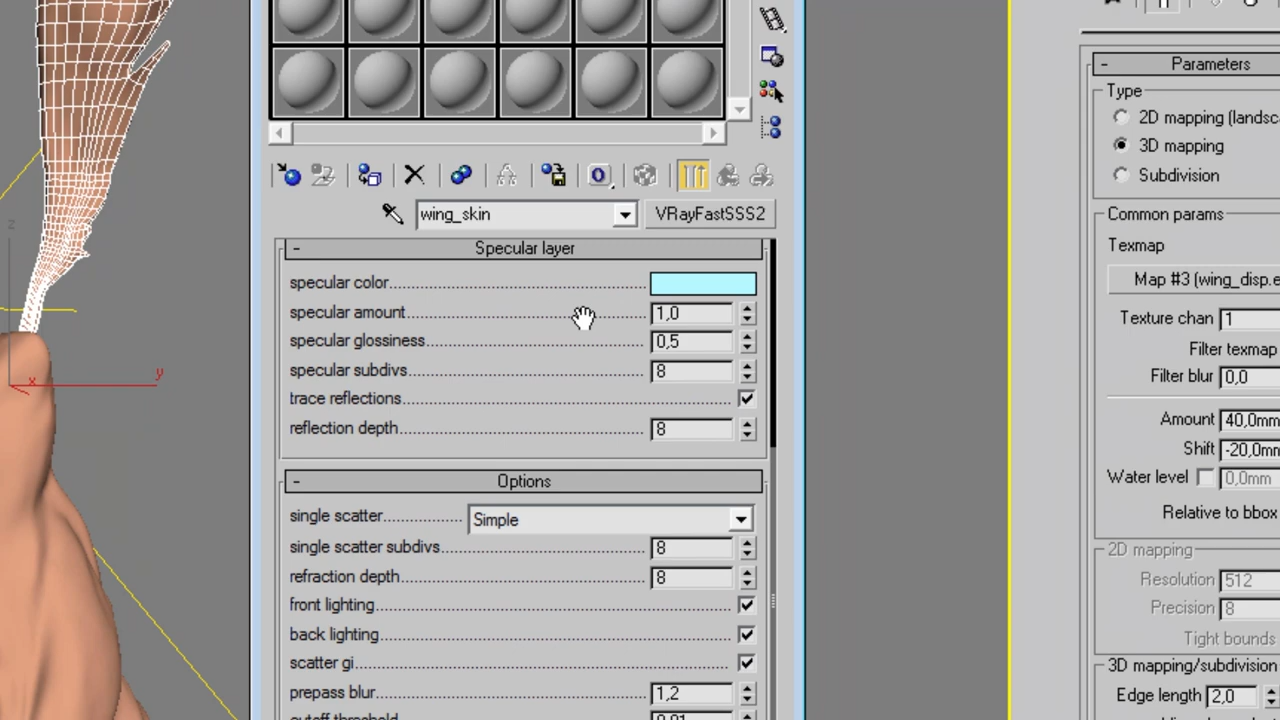 wing_skin
VRayFastSSS2
- Specular layer
specular color
specular amount 1,0
specular glossiness 0,5
specular subdivs 8
trace reflections
reflection depth 8
- Options
single scatter Simple
single scatter subdivs 8
refraction depth 8
front lighting
back lighting
scatter gi
prepass blur 1,2
cutoff threshold 0,01
z
x
y
- Parameters
Type
2D mapping (landsc
3D mapping
Subdivision
Common params
Texmap
Map #3 (wing_disp.e
Texture chan 1
Filter texmap
Filter blur 0,0
Amount 40,0mm
Shift -20,0mm
Water level 0,0mm
Relative to bbox
2D mapping
Resolution 512
Precision 8
Tight bounds
3D mapping/subdivision
Edge length 2,0